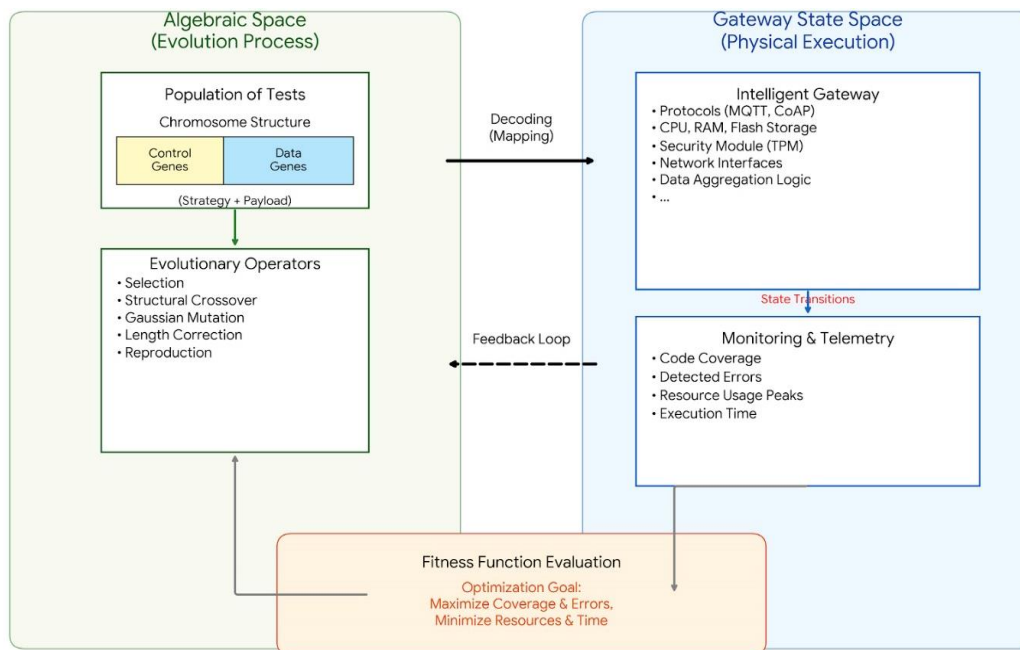 Algebraic Space
(Evolution Process)
Population of Tests
Chromosome Structure
Control
Genes
Data
Genes
(Strategy + Payload)
Evolutionary Operators
• Selection
• Structural Crossover
• Gaussian Mutation
• Length Correction
• Reproduction
Decoding
(Mapping)
Feedback Loop
Gateway State Space
(Physical Execution)
Intelligent Gateway
• Protocols (MQTT, CoAP)
• CPU, RAM, Flash Storage
• Security Module (TPM)
• Network Interfaces
• Data Aggregation Logic
• ...
State Transitions
Monitoring & Telemetry
• Code Coverage
• Detected Errors
• Resource Usage Peaks
• Execution Time
Fitness Function Evaluation
Optimization Goal:
Maximize Coverage & Errors,
Minimize Resources & Time